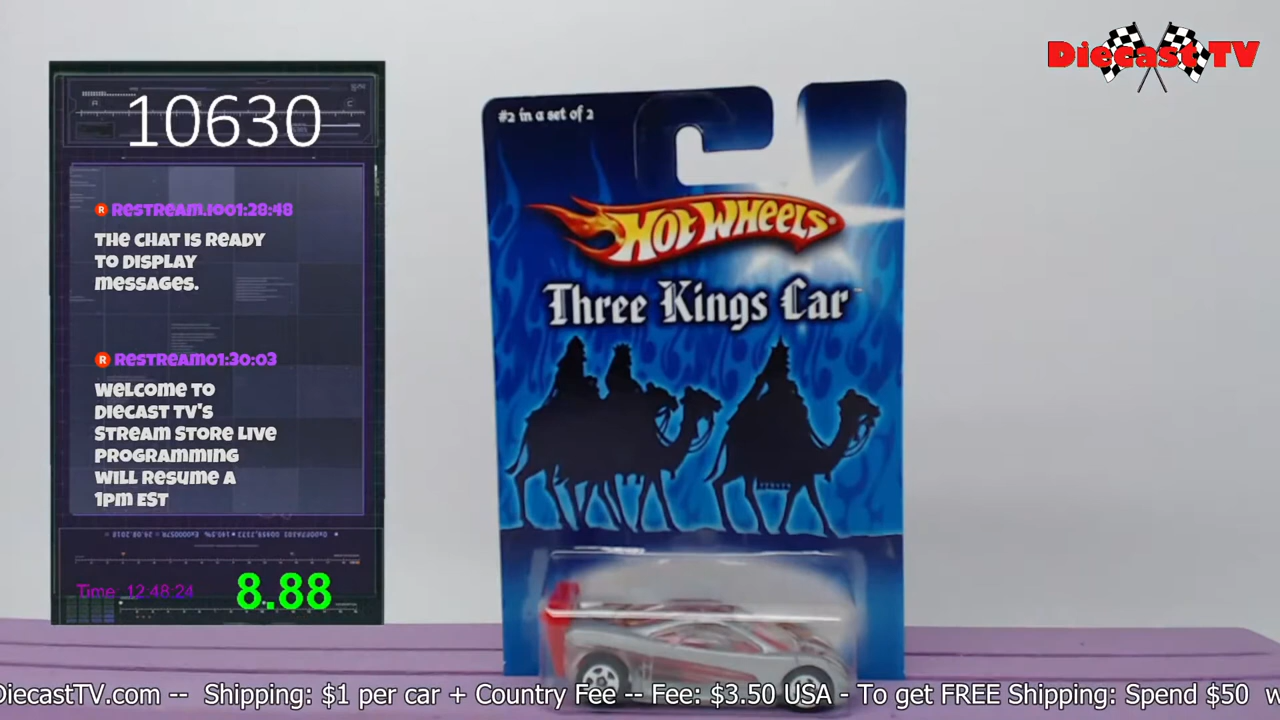 Diecast TV
10630
Restream.io01:28:48
The chat is ready
to display
messages.
Restream01:30:03
Welcome to
Diecast TV's
Stream Store Live
Programming
will resume a
1pm EST
Time: 12:48:24
8.88
#2 in a set of 2
Hot Wheels
Three Kings Car™
DiecastTV.com -- Shipping: $1 per car + Country Fee -- Fee: $3.50 USA - To get FREE Shipping: Spend $50 w